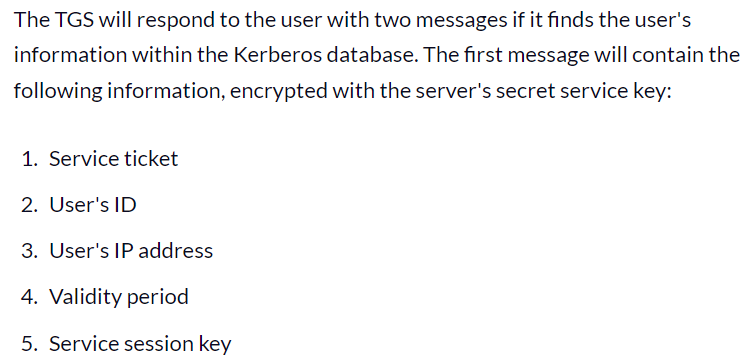 The TGS will respond to the user with two messages if it finds the user's
information within the Kerberos database. The first message will contain the
following information, encrypted with the server's secret service key:
1. Service ticket
2. User's ID
3. User's IP address
4. Validity period
5. Service session key